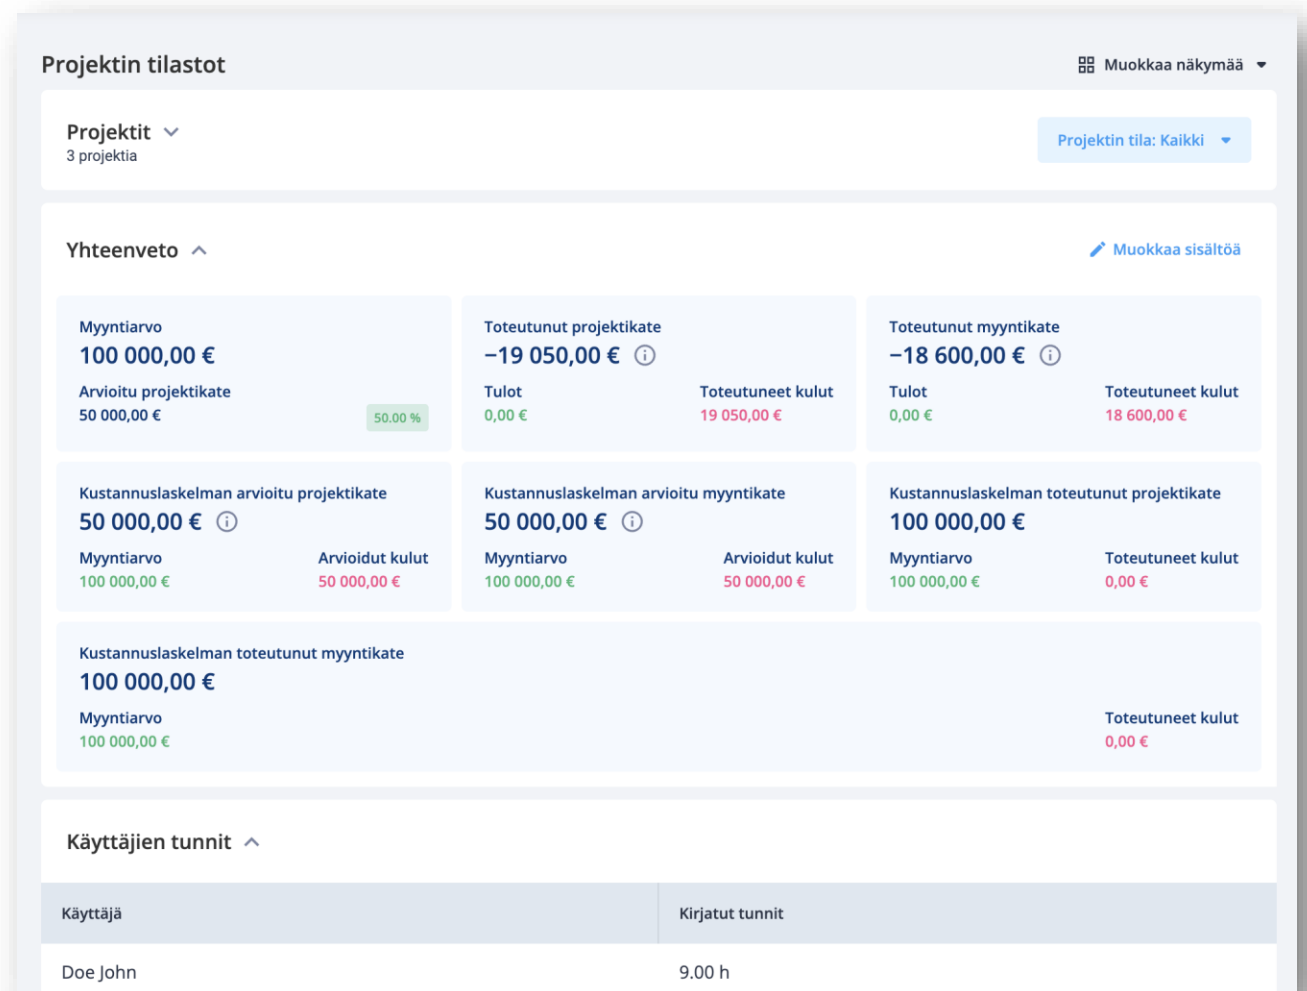 Projektin tilastot
Muokkaa näkymää
Projektit
3 projektia
Projektin tila: Kaikki
Yhteenveto
Muokkaa sisältöä
Myyntiarvo
100 000,00 €
Arvioitu projektikate
50 000,00 €
50.00 %
Toteutunut projektikate
−19 050,00 €
Tulot
Toteutuneet kulut
0,00 €
19 050,00 €
Toteutunut myyntikate
−18 600,00 €
Tulot
Toteutuneet kulut
0,00 €
18 600,00 €
Kustannuslaskelman arvioitu projektikate
50 000,00 €
Myyntiarvo
Arvioidut kulut
100 000,00 €
50 000,00 €
Kustannuslaskelman arvioitu myyntikate
50 000,00 €
Myyntiarvo
Arvioidut kulut
100 000,00 €
50 000,00 €
Kustannuslaskelman toteutunut projektikate
100 000,00 €
Myyntiarvo
Toteutuneet kulut
100 000,00 €
0,00 €
Kustannuslaskelman toteutunut myyntikate
100 000,00 €
Myyntiarvo
Toteutuneet kulut
100 000,00 €
0,00 €
Käyttäjien tunnit
Käyttäjä
Kirjatut tunnit
Doe John
9.00 h